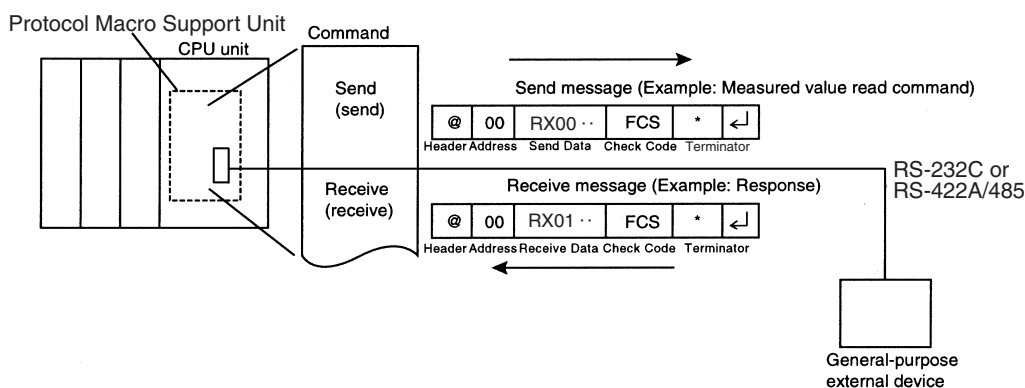 Protocol Macro Support Unit
CPU unit
Command
Send
(send)
Send message (Example: Measured value read command)
@ 00 RX00 ·· FCS * ↵
Header Address Send Data Check Code Terminator
RS-232C or
RS-422A/485
Receive
(receive)
Receive message (Example: Response)
@ 00 RX01 ·· FCS * ↵
Header Address Receive Data Check Code Terminator
General-purpose
external device